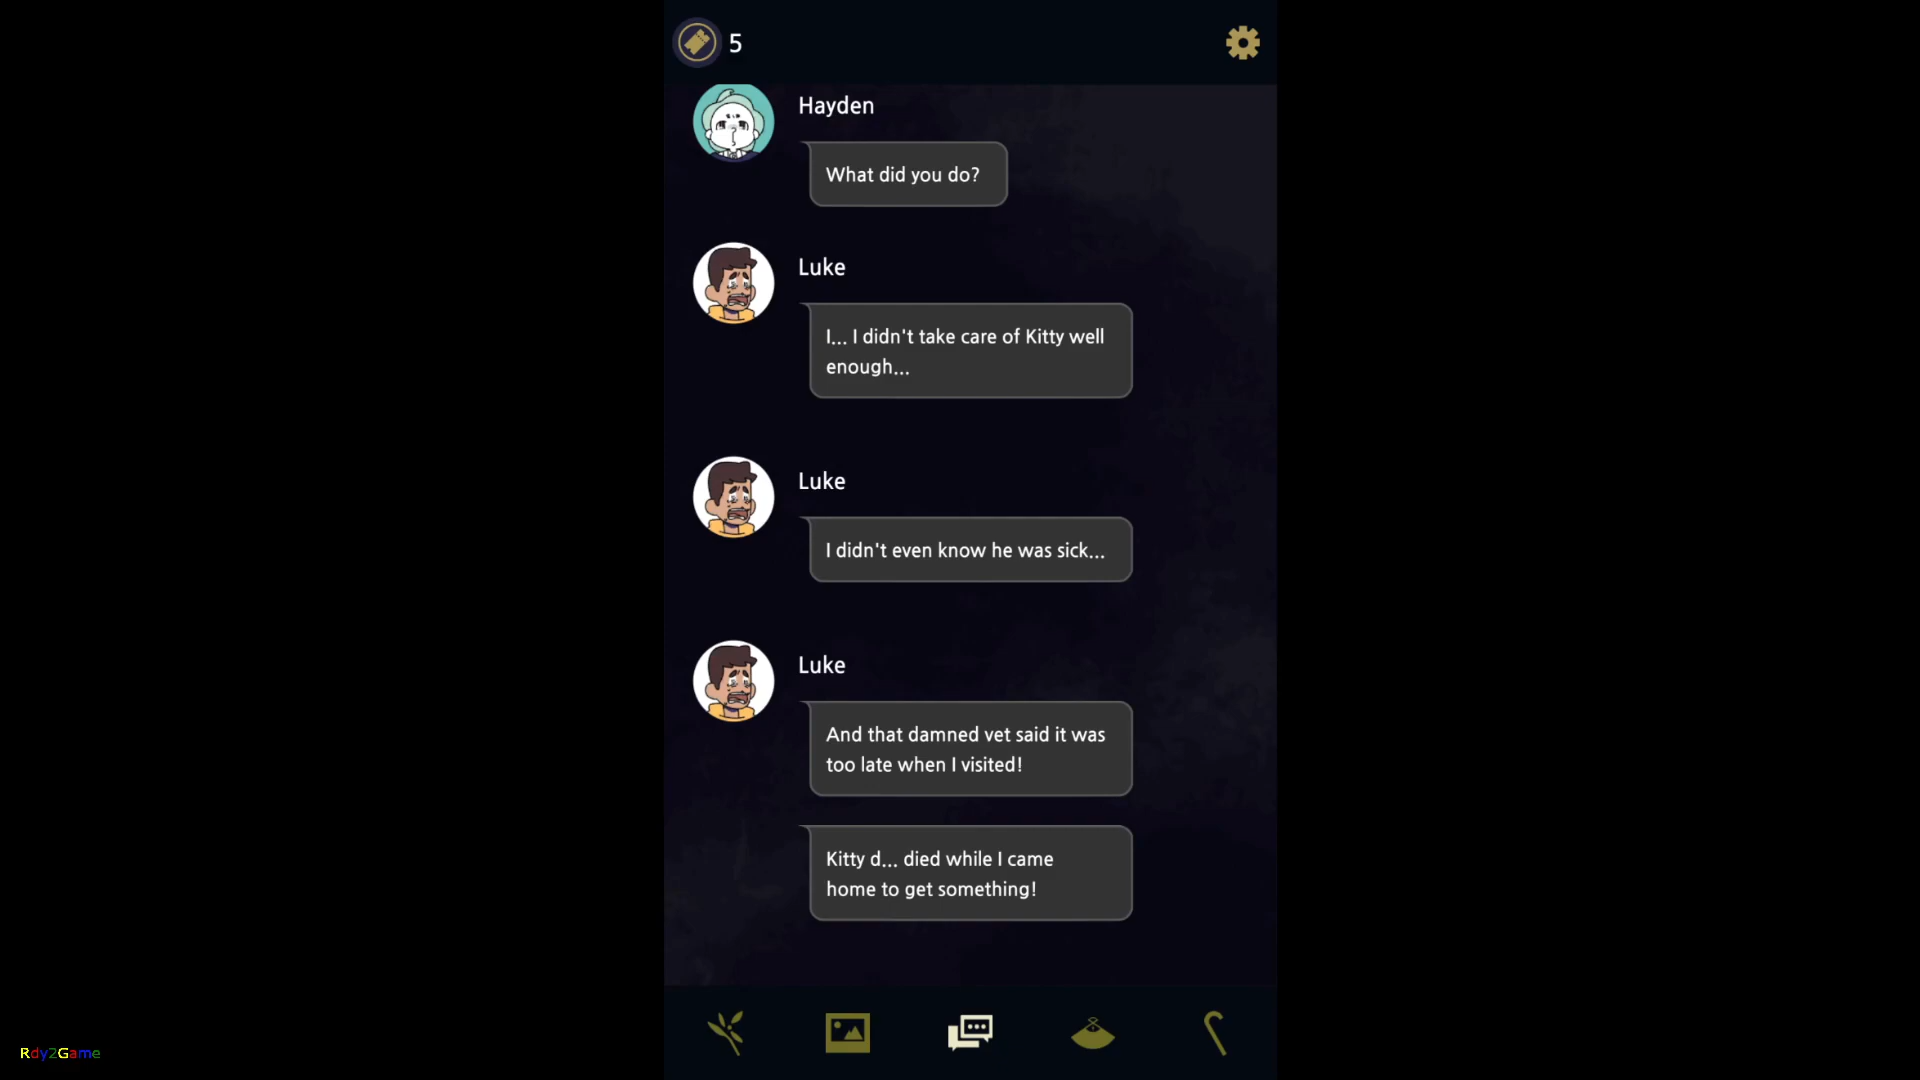 5
Hayden
What did you do?
Luke
I... I didn't take care of Kitty well
enough...
Luke
I didn't even know he was sick...
Luke
And that damned vet said it was
too late when I visited!
Kitty d... died while I came
home to get something!
Rdy2Game